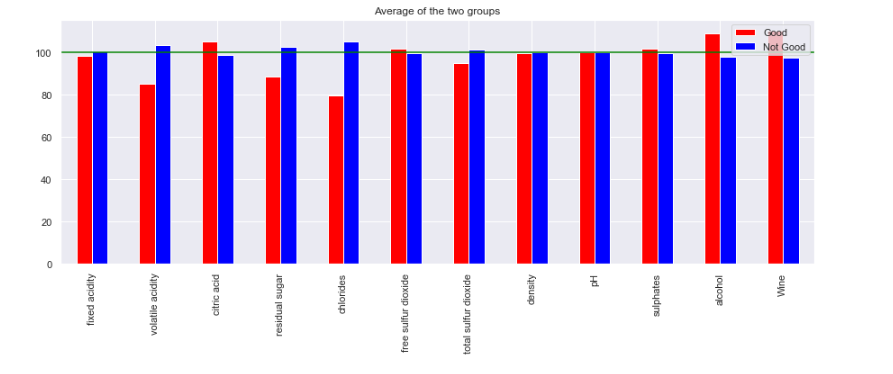 Average of the two groups
Good
Not Good
100
80
60
40
20
0
fixed acidity
volatile acidity
citric acid
residual sugar
chlorides
free sulfur dioxide
total sulfur dioxide
density
pH
sulphates
alcohol
Wine